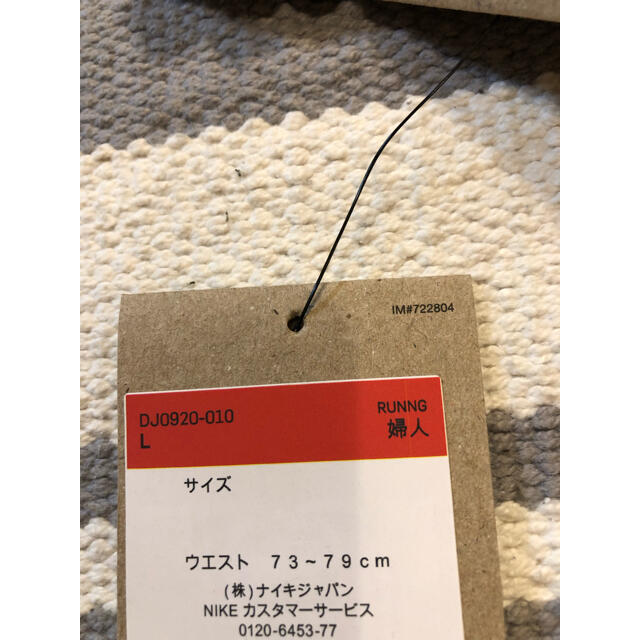 IM#722804
DJ0920-010 RUNNG
L 婦人
サイズ
ウエスト 73~79cm
(株)ナイキジャパン
NIKE カスタマーサービス
0120-6453-77